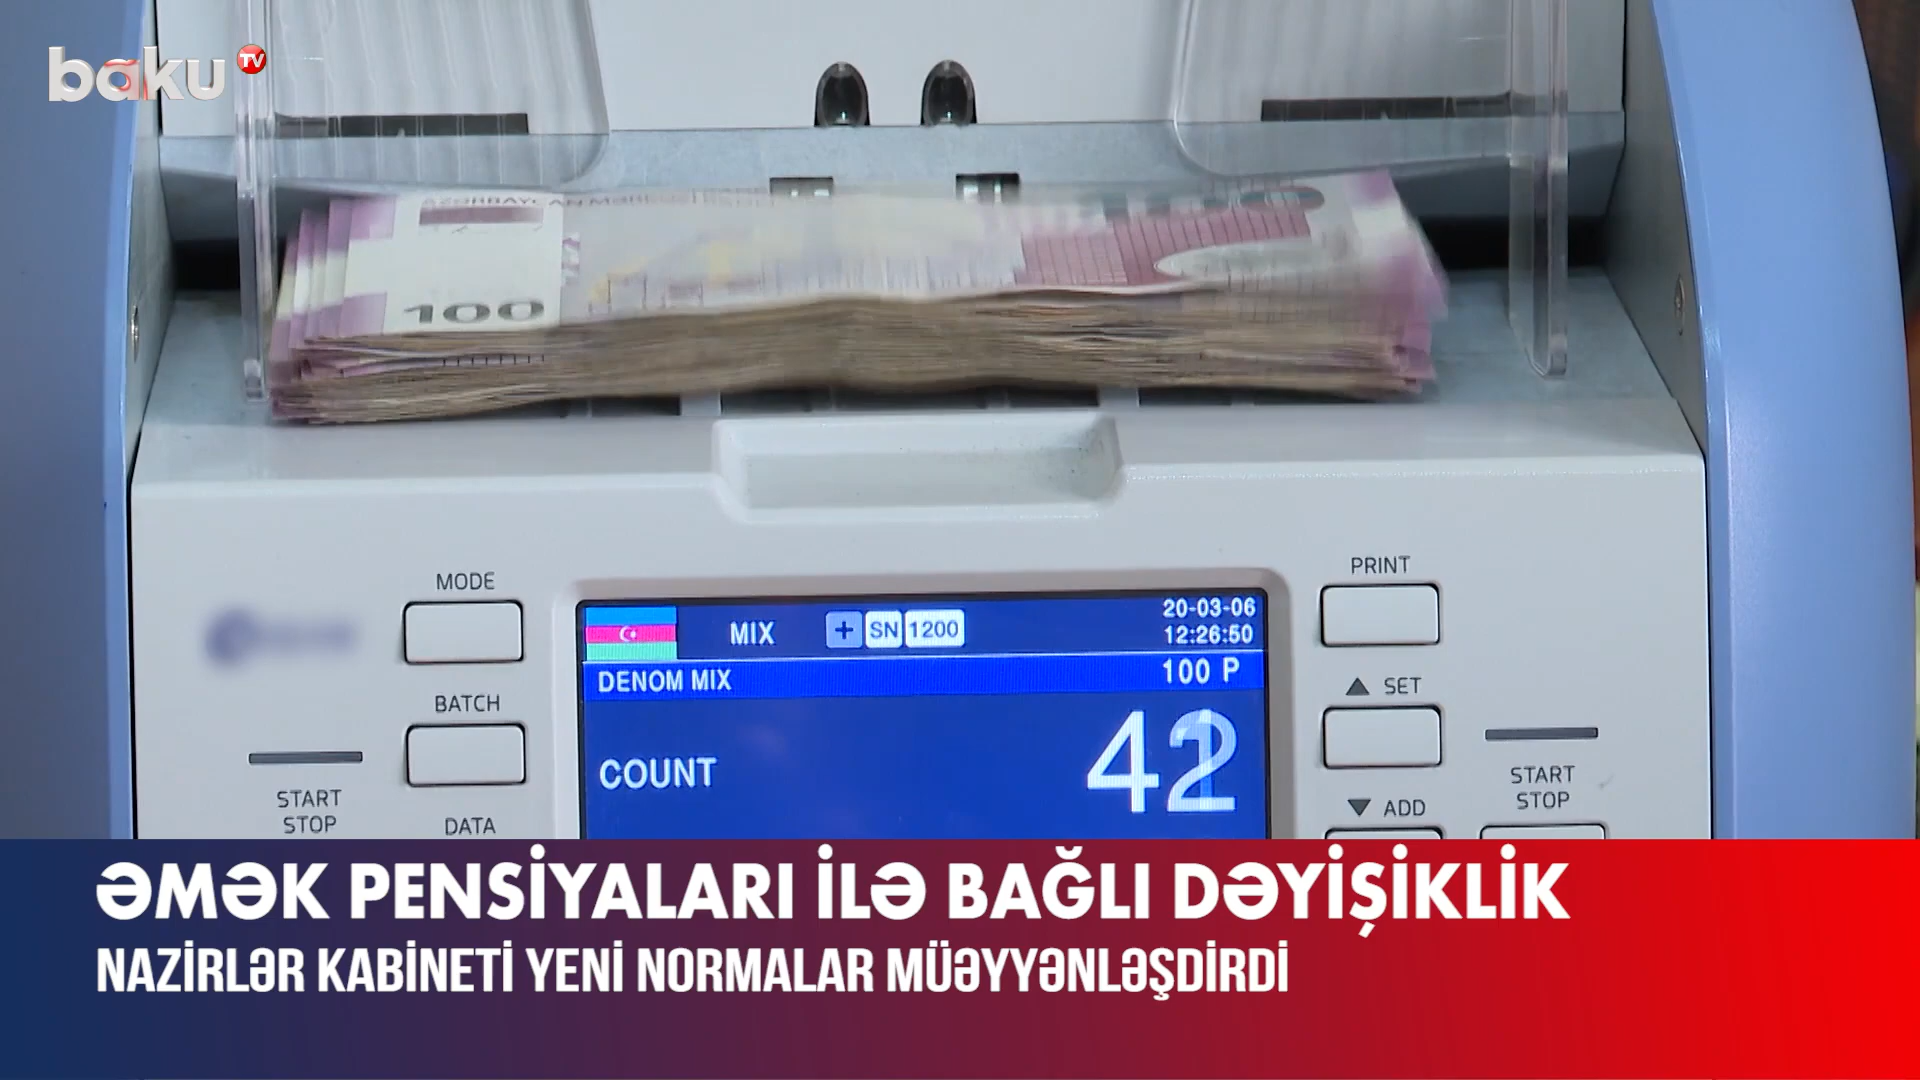 baku TV
AZƏRBAYCAN
100
MODE
PRINT
MIX
+ SN 1200
20-03-06
12:26:50
DENOM MIX
100 P
BATCH
▲ SET
COUNT
START
STOP
START
STOP
DATA
▼ ADD
ƏMƏK PENSİYALARI İLƏ BAĞLI DƏYİŞİKLİK
NAZİRLƏR KABİNETİ YENİ NORMALAR MÜƏYYƏNLƏŞDİRDİ